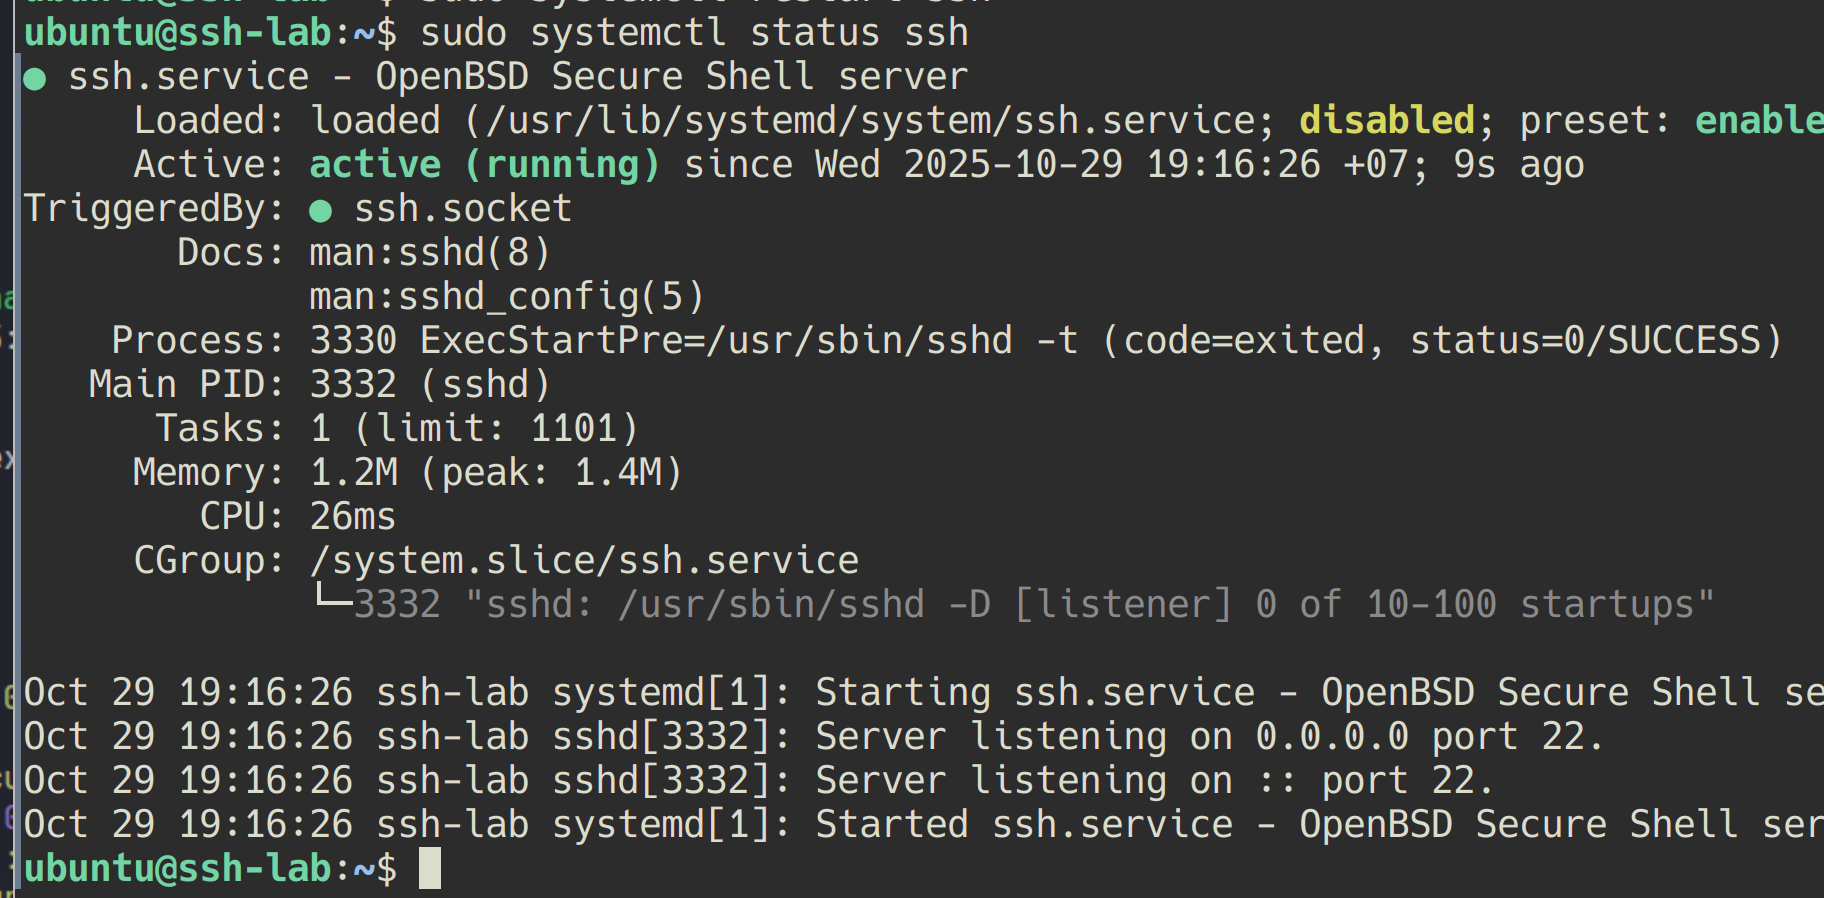 sudo systemctl restart ssh
ubuntu@ssh-lab:~$ sudo systemctl status ssh
● ssh.service - OpenBSD Secure Shell server
Loaded: loaded (/usr/lib/systemd/system/ssh.service; disabled; preset: enable
Active: active (running) since Wed 2025-10-29 19:16:26 +07; 9s ago
TriggeredBy: ● ssh.socket
Docs: man:sshd(8)
man:sshd_config(5)
Process: 3330 ExecStartPre=/usr/sbin/sshd -t (code=exited, status=0/SUCCESS)
Main PID: 3332 (sshd)
Tasks: 1 (limit: 1101)
Memory: 1.2M (peak: 1.4M)
CPU: 26ms
CGroup: /system.slice/ssh.service
└─3332 "sshd: /usr/sbin/sshd -D [listener] 0 of 10-100 startups"
Oct 29 19:16:26 ssh-lab systemd[1]: Starting ssh.service - OpenBSD Secure Shell se
Oct 29 19:16:26 ssh-lab sshd[3332]: Server listening on 0.0.0.0 port 22.
Oct 29 19:16:26 ssh-lab sshd[3332]: Server listening on :: port 22.
Oct 29 19:16:26 ssh-lab systemd[1]: Started ssh.service - OpenBSD Secure Shell ser
ubuntu@ssh-lab:~$